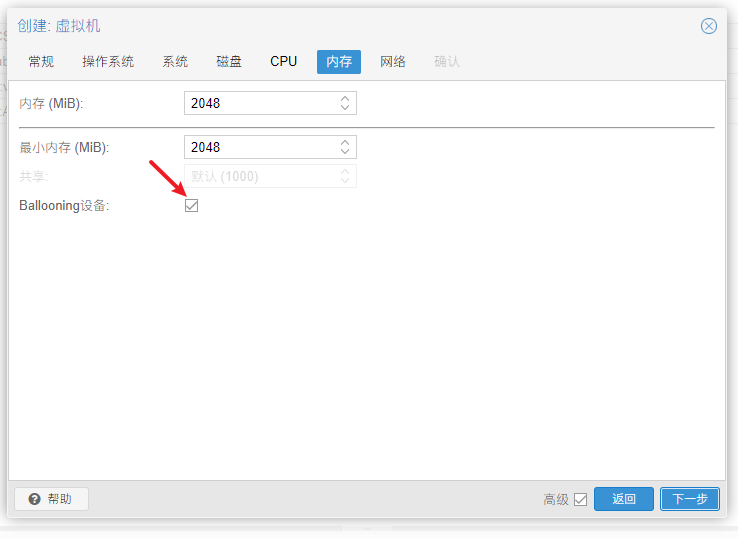 创建: 虚拟机
常规 操作系统 系统 磁盘 CPU 内存 网络 确认
内存 (MiB): 2048
最小内存 (MiB): 2048
共享: 默认 (1000)
Ballooning设备:
帮助 高级 返回 下一步